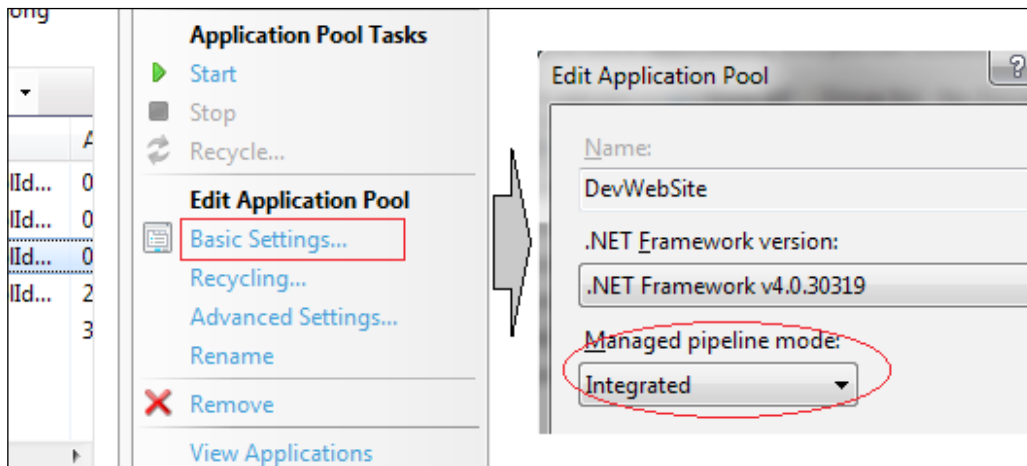 Application Pool Tasks
Start
Stop
Recycle...
Edit Application Pool
Basic Settings...
Recycling...
Advanced Settings...
Rename
Remove
View Applications
A
lId... 0
lId... 0
lId... 0
lId... 2
3
Edit Application Pool
?
Name:
DevWebSite
.NET Framework version:
.NET Framework v4.0.30319
Managed pipeline mode:
Integrated